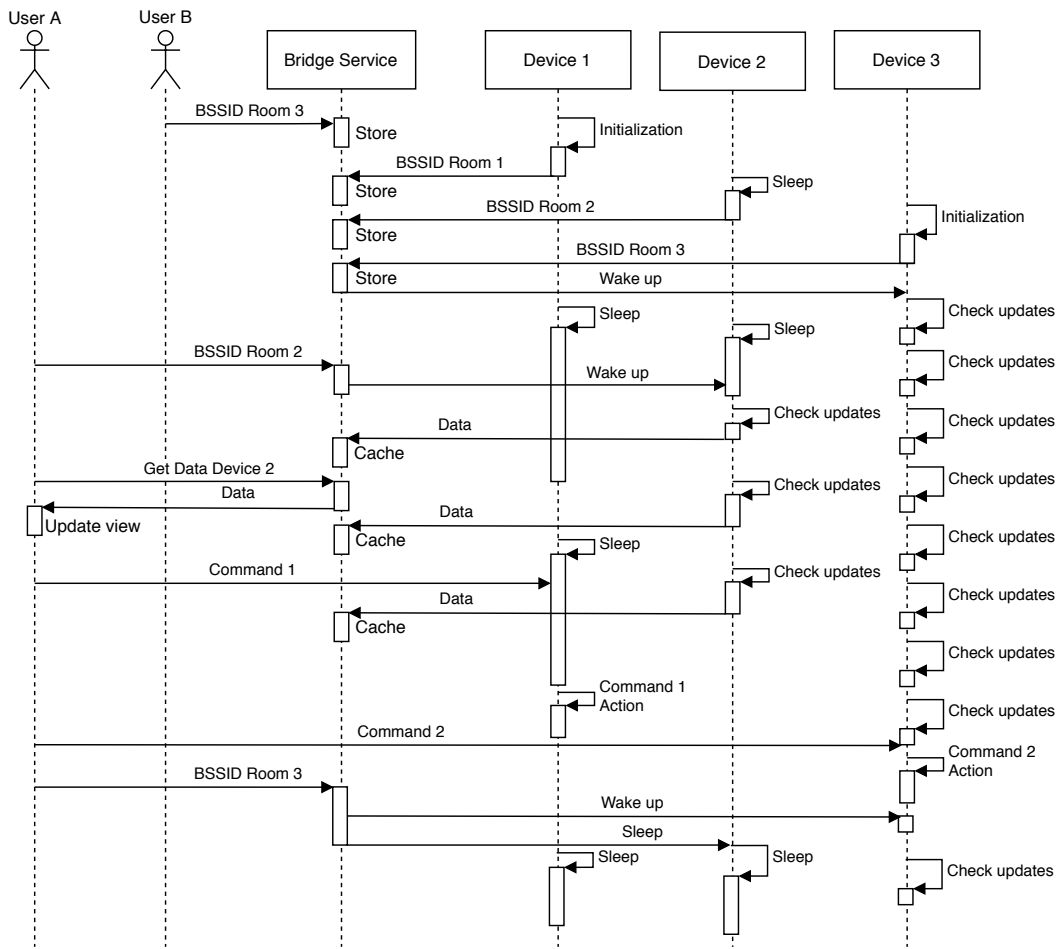 User A
User B
Bridge Service
Device 1
Device 2
Device 3
BSSID Room 3
Store
Initialization
BSSID Room 1
Store
Sleep
BSSID Room 2
Store
Initialization
BSSID Room 3
Store
Wake up
Check updates
Sleep
Sleep
BSSID Room 2
Check updates
Wake up
Check updates
Check updates
Data
Cache
Get Data Device 2
Check updates
Check updates
Data
Update view
Data
Cache
Check updates
Sleep
Command 1
Check updates
Check updates
Data
Cache
Check updates
Command 1
Action
Check updates
Command 2
Command 2
Action
BSSID Room 3
Wake up
Sleep
Sleep
Sleep
Check updates